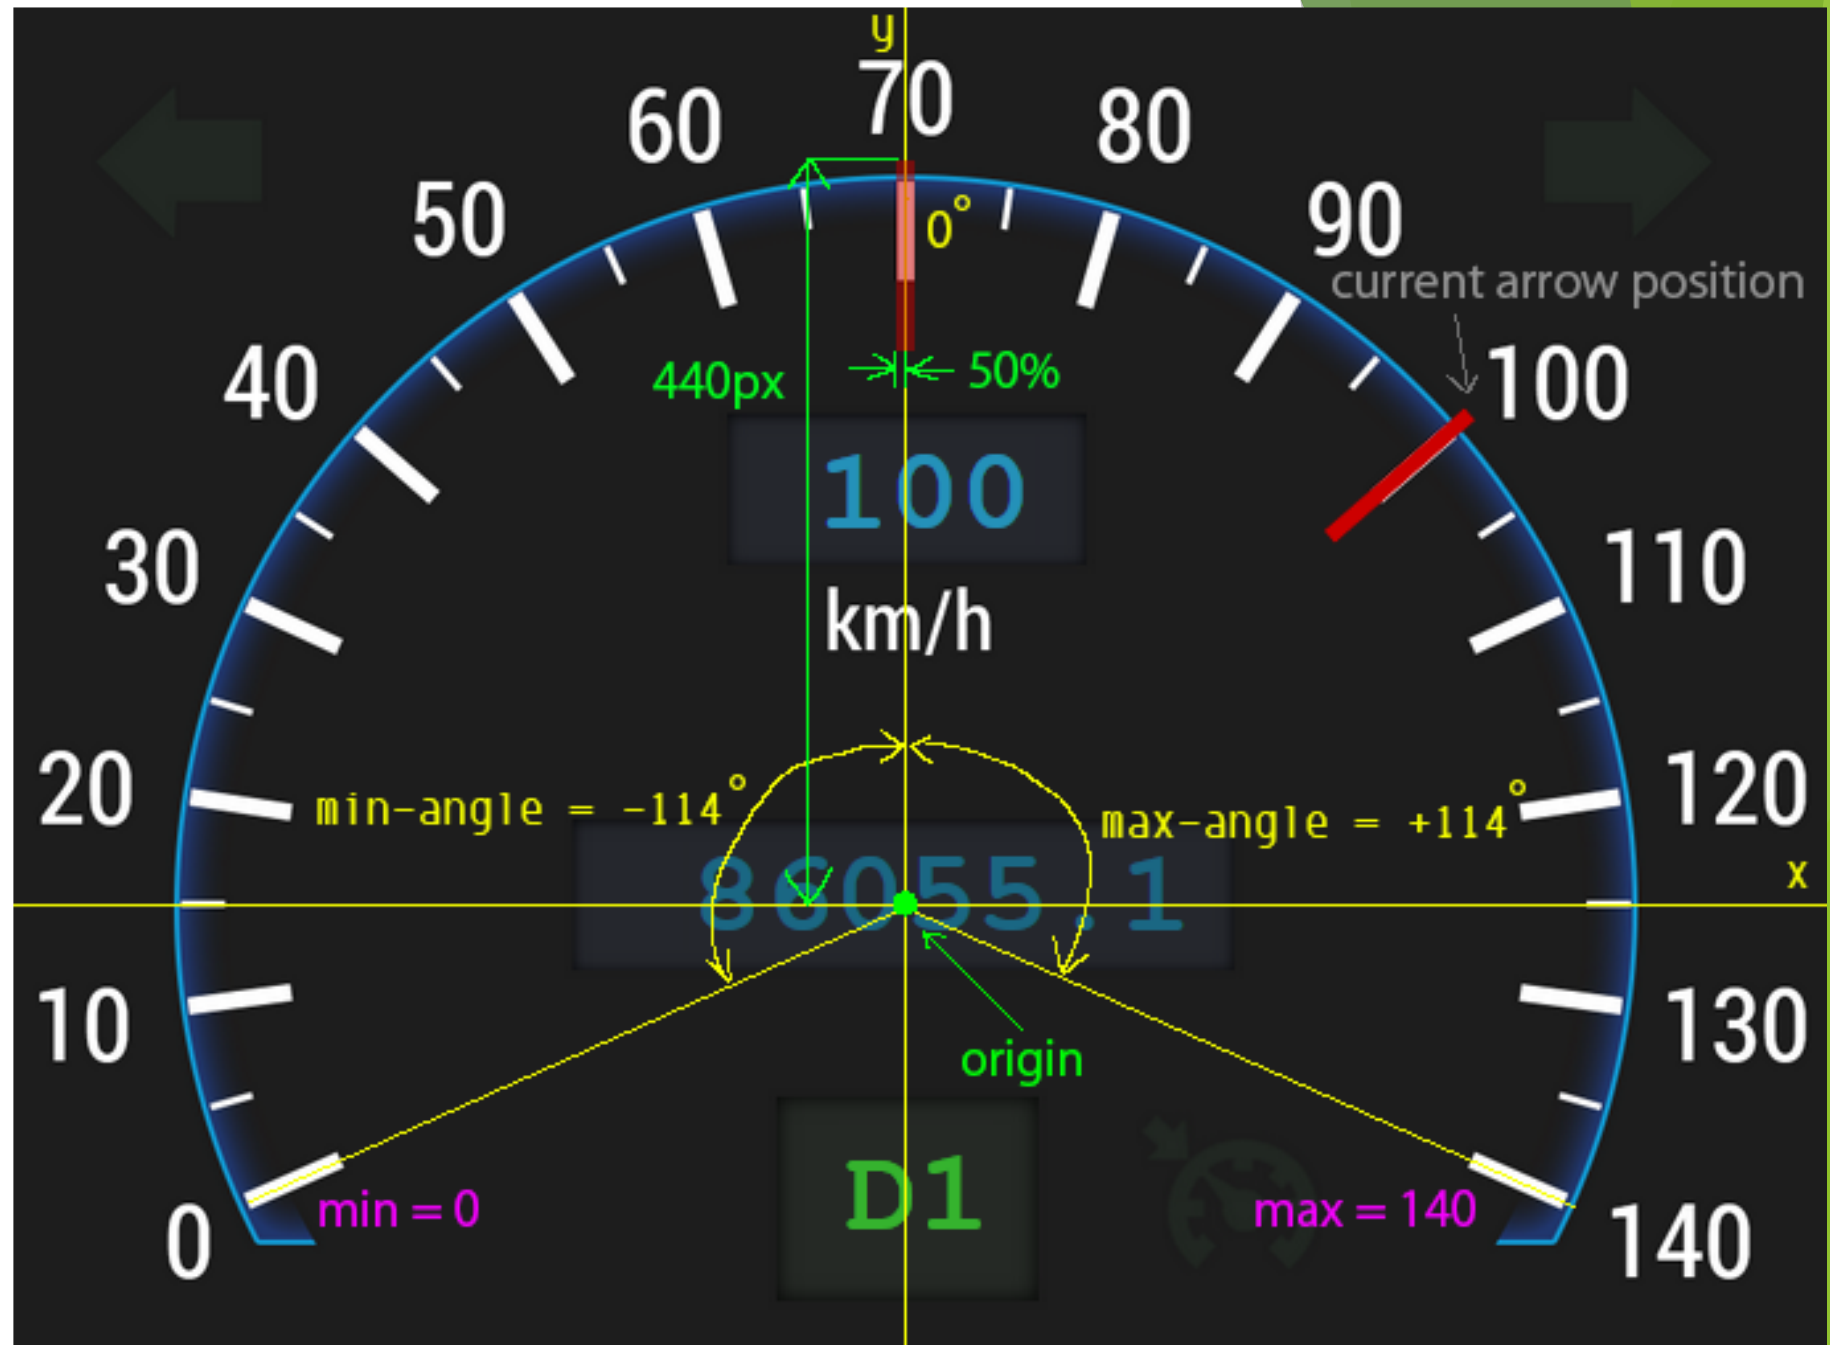 y
70
60
80
0°
50
90
current arrow position
40
440px
50%
100
100
30
km/h
110
20
min-angle = -114°
max-angle = +114°
120
x
86055.1
10
130
origin
D1
0
min = 0
max = 140
140